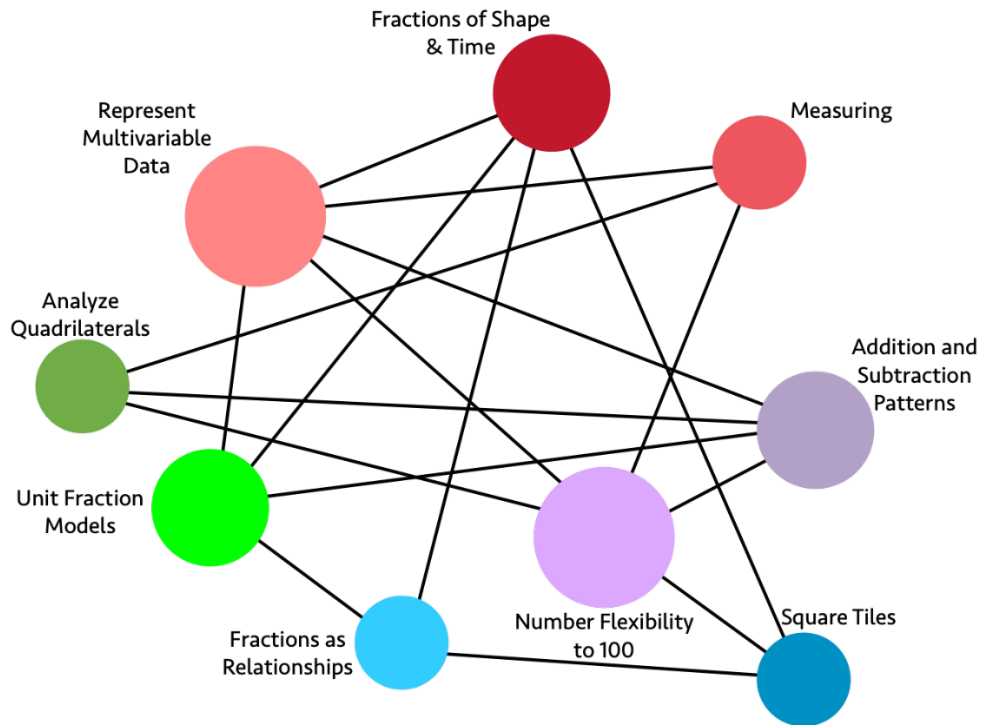 Fractions of Shape
& Time
Measuring
Represent
Multivariable
Data
Analyze
Quadrilaterals
Addition and
Subtraction
Patterns
Unit Fraction
Models
Number Flexibility
to 100
Square Tiles
Fractions as
Relationships